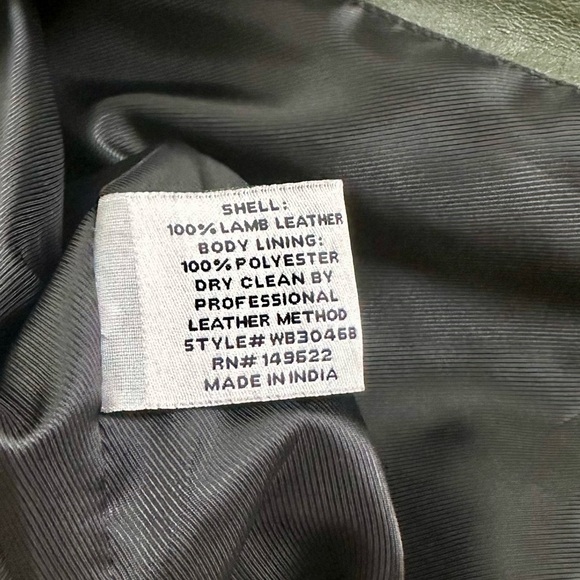 SHELL:
100% LAMB LEATHER
BODY LINING:
100% POLYESTER
DRY CLEAN BY
PROFESSIONAL
LEATHER METHOD
STYLE# WB3046B
RN# 149622
MADE IN INDIA